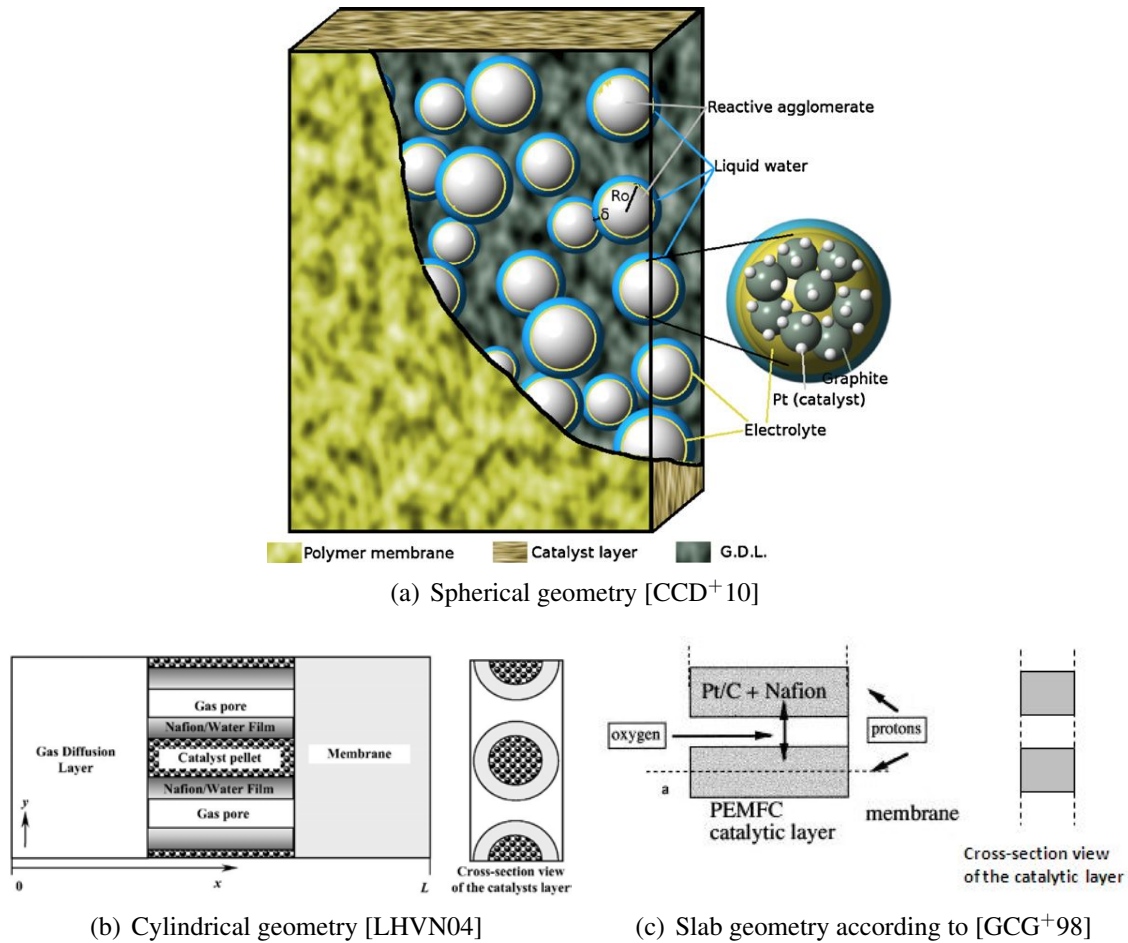 Reactive agglomerate
Liquid water
Ro
δ
Graphite
Pt (catalyst)
Electrolyte
Polymer membrane
Catalyst layer
G.D.L.
(a) Spherical geometry [CCD+10]
Gas Diffusion
Layer
Gas pore
Nafion/Water Film
Catalyst pellet
Nafion/Water Film
Gas pore
Membrane
y
0
x
L
Cross-section view
of the catalysts layer
(b) Cylindrical geometry [LHVN04]
Pt/C + Nafion
oxygen
protons
a
PEMFC
catalytic layer
membrane
Cross-section view
of the catalytic layer
(c) Slab geometry according to [GCG+98]